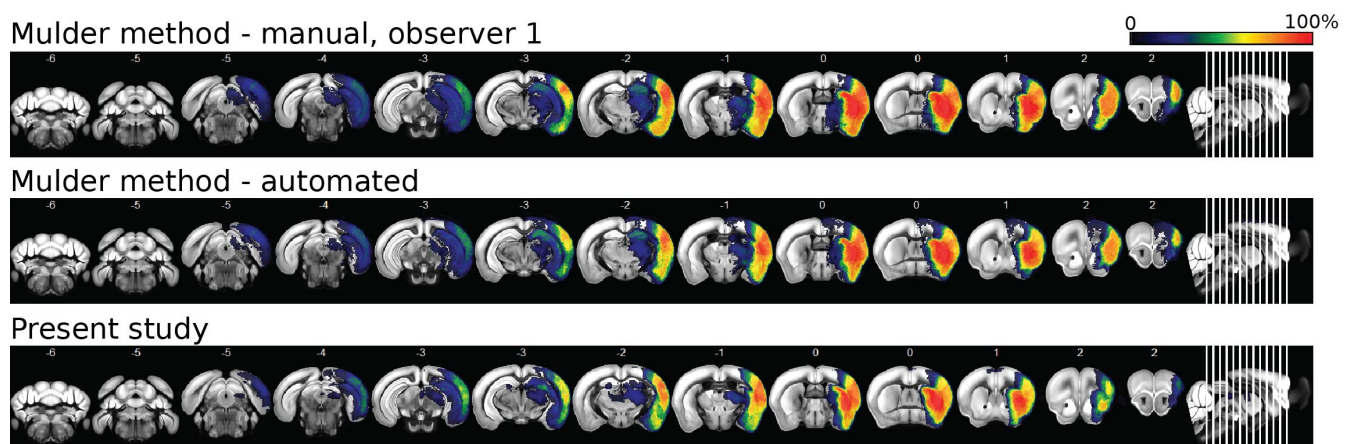 0 100%
Mulder method - manual, observer 1
-6 -5 -5 -4 -3 -3 -2 -1 0 0 1 2 2
Mulder method - automated
-6 -5 -5 -4 -3 -3 -2 -1 0 0 1 2 2
Present study
-6 -5 -5 -4 -3 -3 -2 -1 0 0 1 2 2